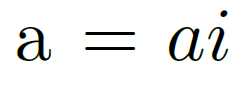 a = ai